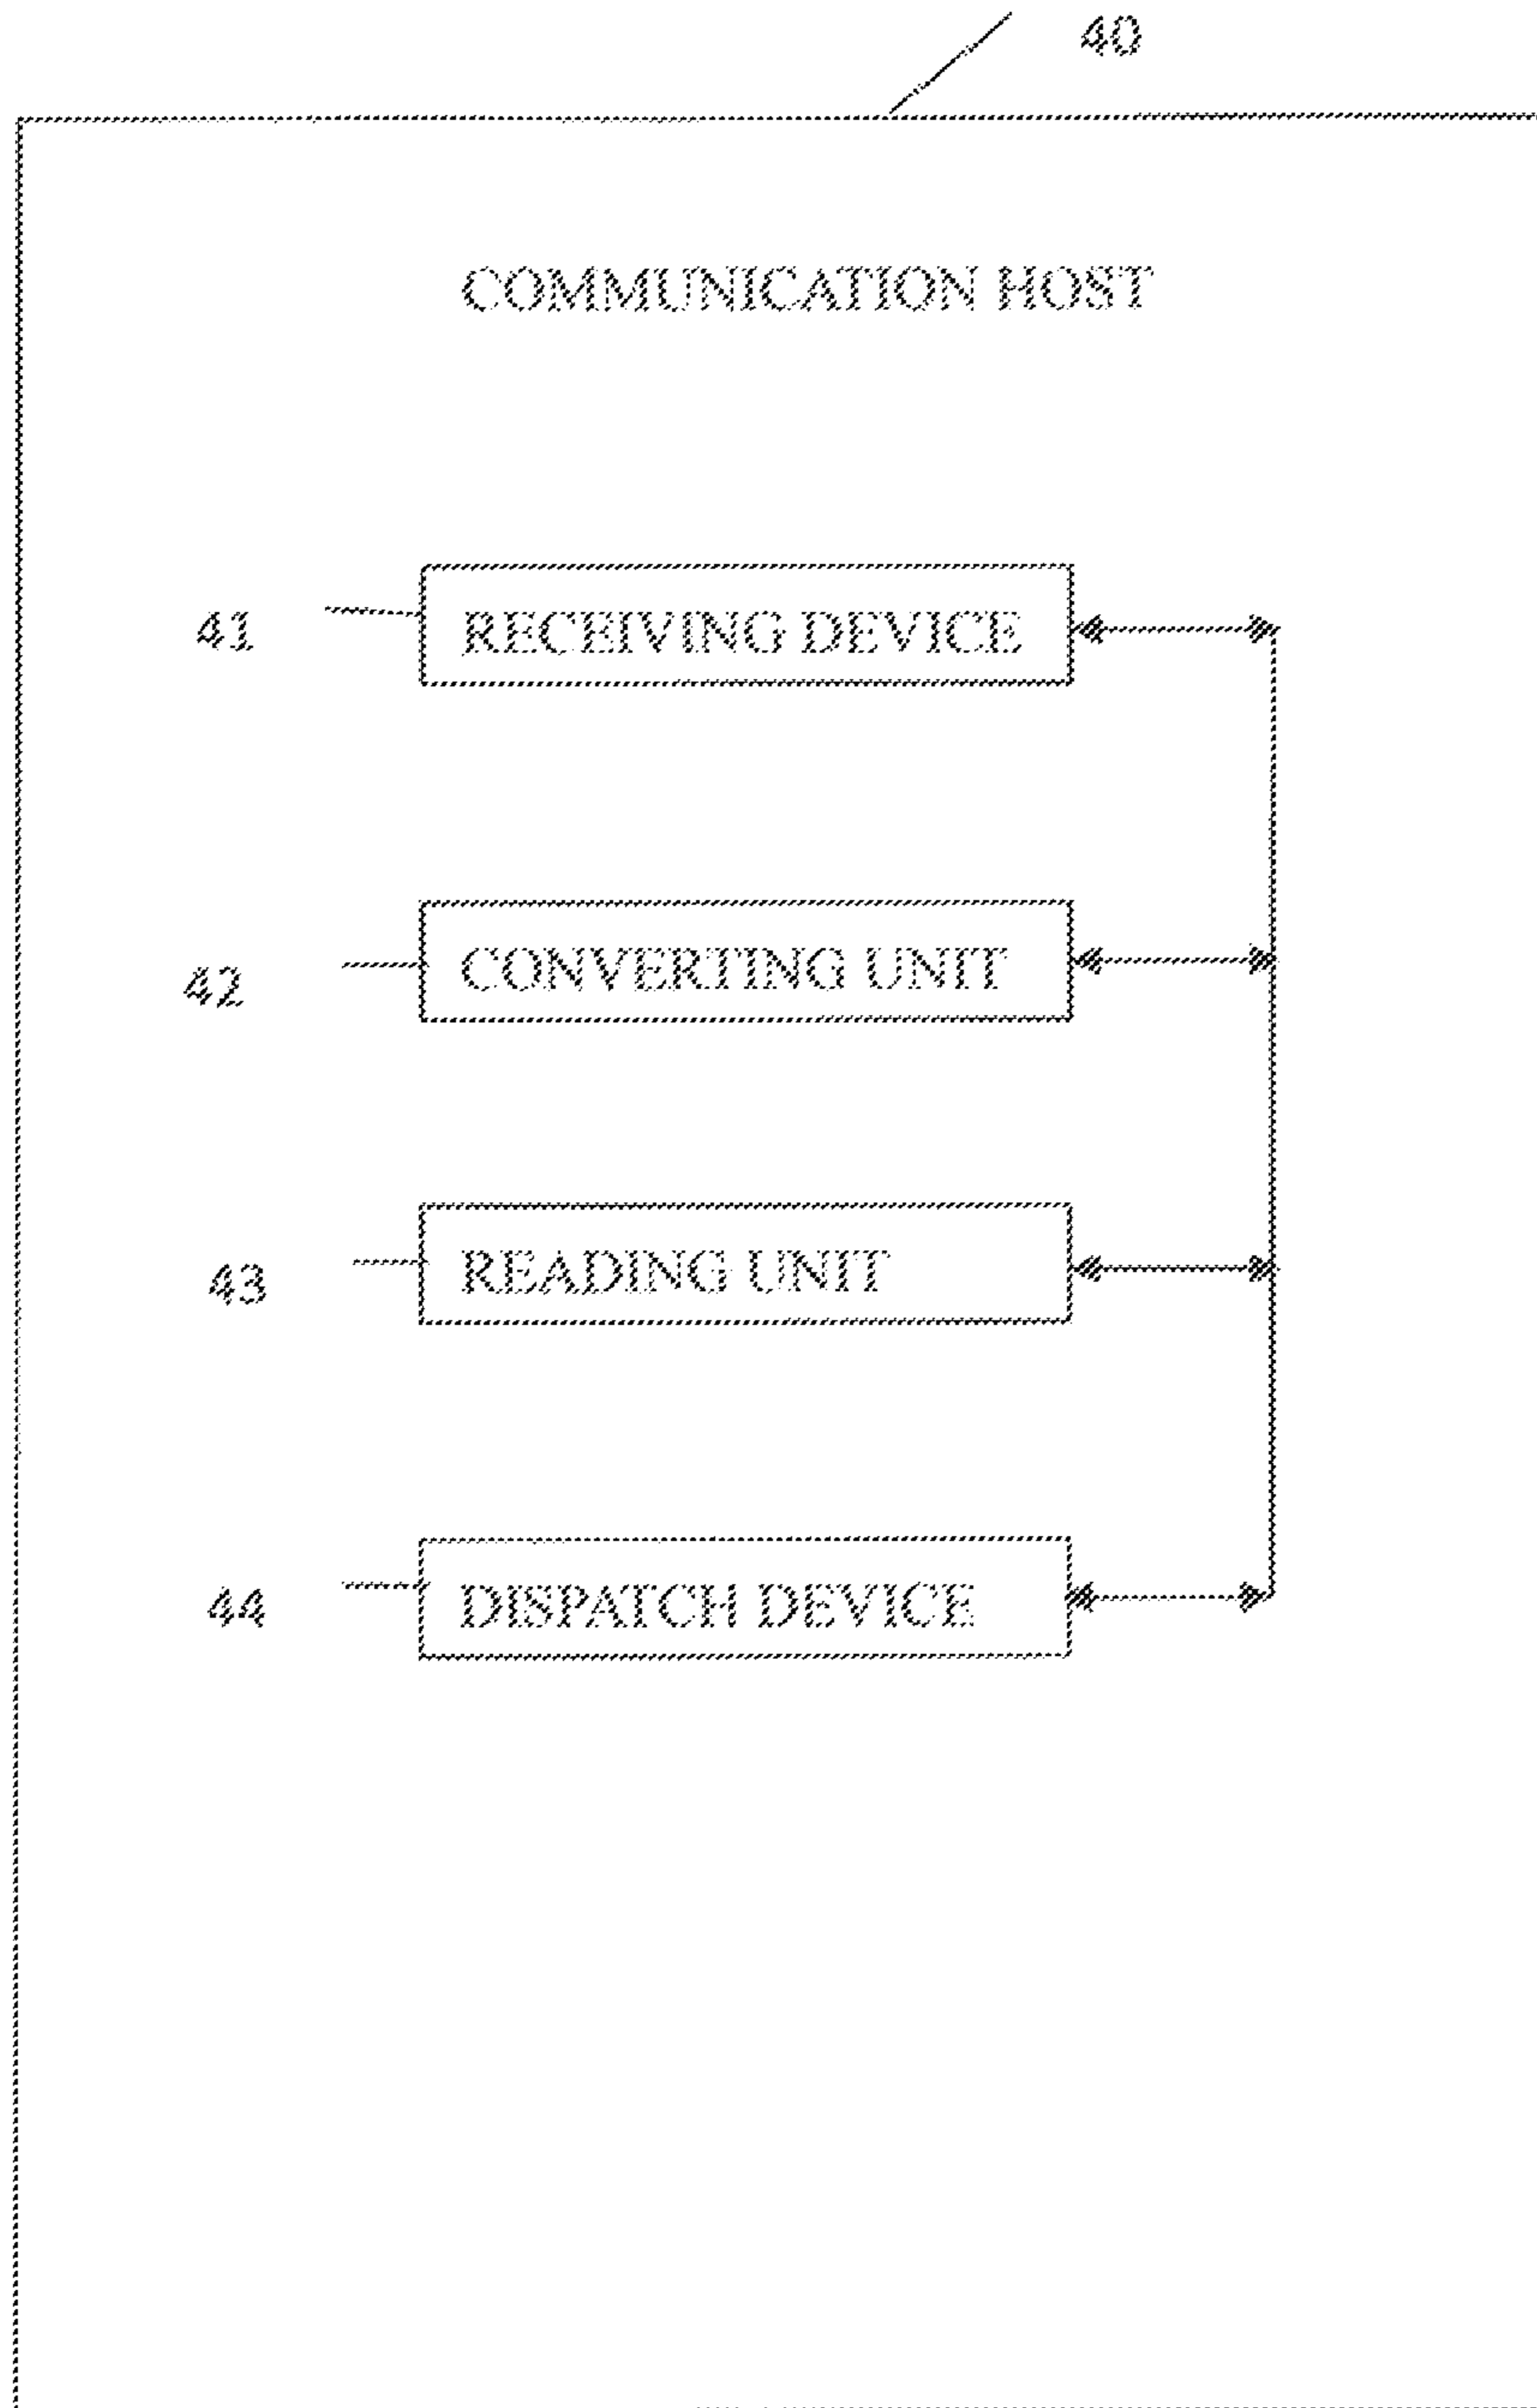 40
COMMUNICATION HOST
41 RECEIVING DEVICE
42 CONVERTING UNIT
43 READING UNIT
44 DISPATCH DEVICE